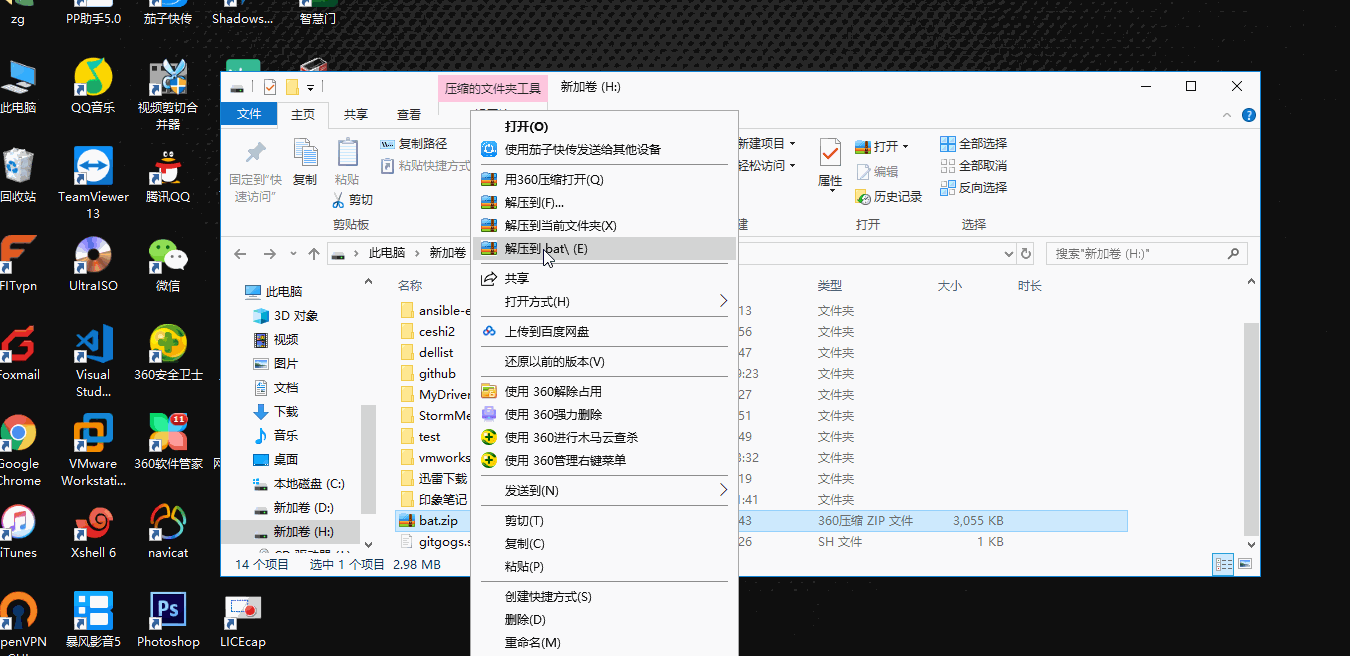 zg
PP助手5.0
茄子快传
Shadows...
智慧门
此电脑
QQ音乐
视频剪切合
并器
回收站
TeamViewer
13
腾讯QQ
FITvpn
UltraISO
微信
Foxmail
Visual
Stud...
360安全卫士
Google
Chrome
VMware
Workstati...
11
360软件管家
网
iTunes
Xshell 6
navicat
OpenVPN
暴风影音5
Ps
Photoshop
LICEcap
压缩的文件夹工具
新加卷 (H:)
文件
主页
共享
查看
固定到"快
速访问"
复制
粘贴
复制路径
粘贴快捷方式
剪切
剪贴板
新建项目
轻松访问
建
属性
打开
编辑
历史记录
打开
全部选择
全部取消
反向选择
选择
此电脑
新加卷
搜索"新加卷 (H:)"
此电脑
3D 对象
视频
图片
文档
下载
音乐
桌面
本地磁盘 (C:)
新加卷 (D:)
新加卷 (H:)
名称
类型
大小
时长
ansible-e
13
文件夹
ceshi2
56
文件夹
dellist
47
文件夹
github
9:23
文件夹
MyDriver
27
文件夹
StormMe
51
文件夹
test
49
文件夹
vmworks
8:32
文件夹
迅雷下载
19
文件夹
印象笔记
:41
文件夹
bat.zip
43
360压缩 ZIP 文件
3,055 KB
gitgogs.s
26
SH 文件
1 KB
14 个项目
选中 1 个项目
2.98 MB
打开(O)
使用茄子快传发送给其他设备
用360压缩打开(Q)
解压到(F)...
解压到当前文件夹(X)
解压到 bat\ (E)
共享
打开方式(H)
上传到百度网盘
还原以前的版本(V)
使用 360解除占用
使用 360强力删除
使用 360进行木马云查杀
使用 360管理右键菜单
发送到(N)
剪切(T)
复制(C)
粘贴(P)
创建快捷方式(S)
删除(D)
重命名(M)